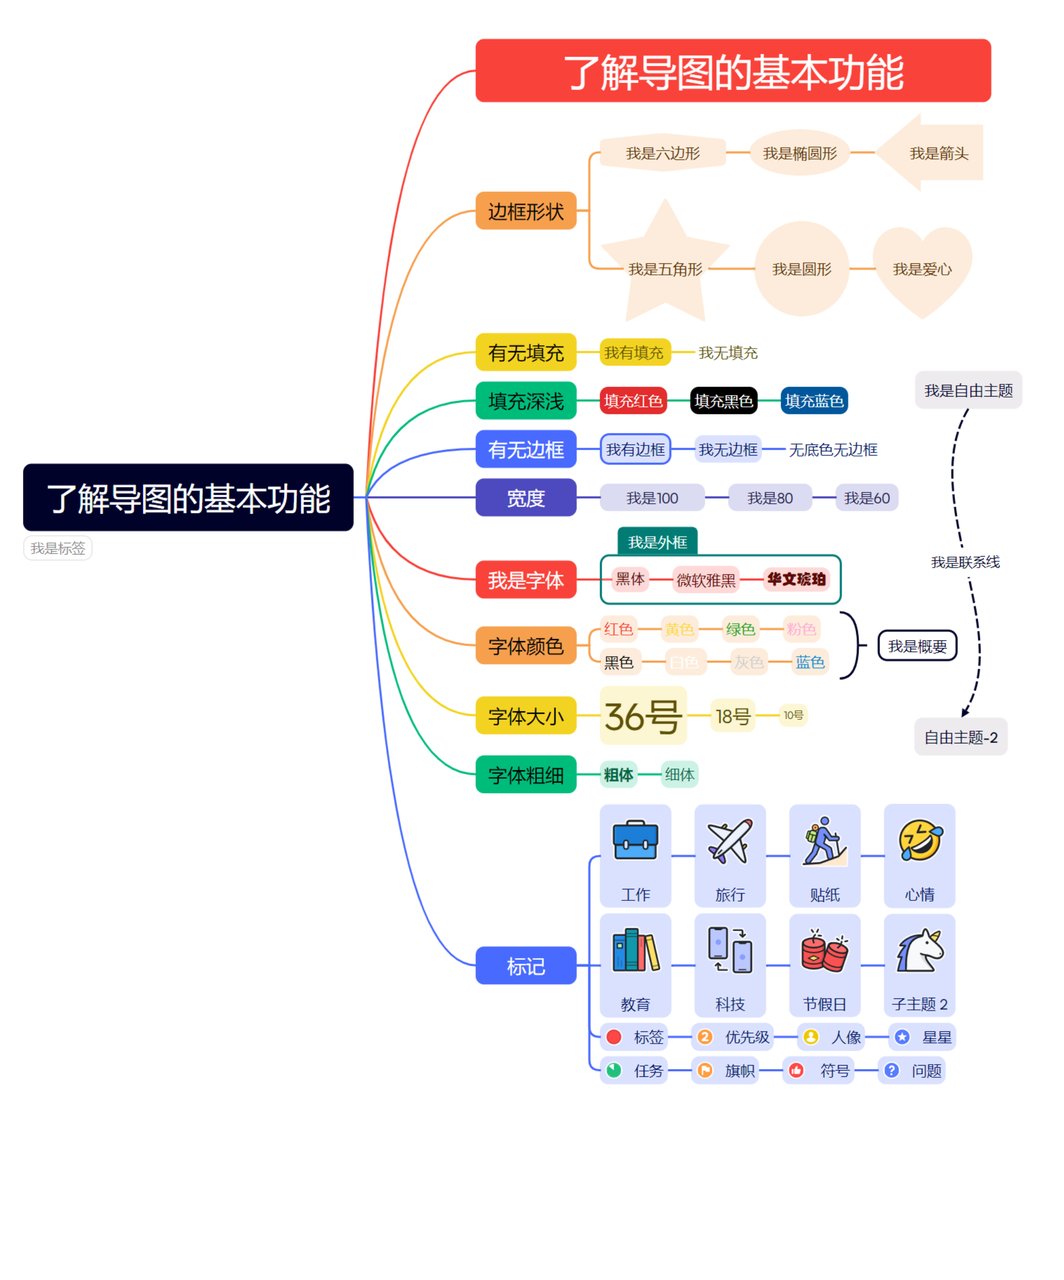 了解导图的基本功能
我是六边形 我是椭圆形 我是箭头
边框形状
我是五角形 我是圆形 我是爱心
有无填充 我有填充 我无填充
填充深浅 填充红色 填充黑色 填充蓝色
我是自由主题
有无边框 我有边框 我无边框 无底色无边框
了解导图的基本功能
宽度 我是100 我是80 我是60
我是标签
我是外框
我是联系线
我是字体 黑体 微软雅黑 华文琥珀
红色 黄色 绿色 粉色
字体颜色 我是概要
黑色 白色 灰色 蓝色
字体大小 36号 18号 10号
自由主题-2
字体粗细 粗体 细体
工作 旅行 贴纸 心情
标记
教育 科技 节假日 子主题 2
标签 2 优先级 人像 星星
任务 旗帜 符号 ? 问题